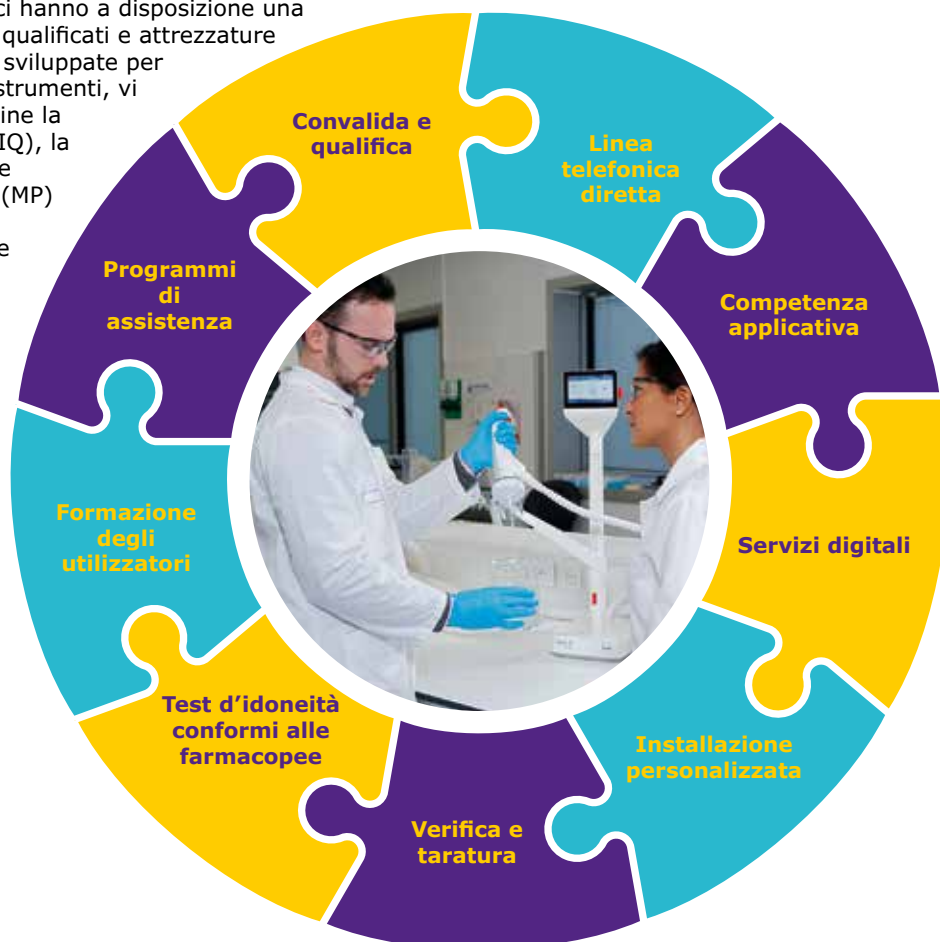 ci hanno a disposizione una
qualificati e attrezzature
sviluppate per
strumenti, vi
ine la
IQ), la
e
(MP)
e
Convalida e
qualifica
Linea
telefonica
diretta
Competenza
applicativa
Servizi digitali
Installazione
personalizzata
Verifica e
taratura
Test d'idoneità
conformi alle
farmacopee
Formazione
degli
utilizzatori
Programmi
di
assistenza